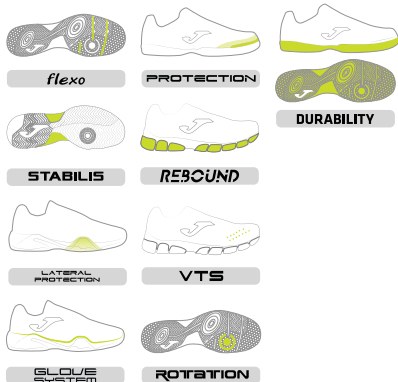 flexo
PROTECTION
DURABILITY
STABILIS
REBOUND
LATERAL
PROTECTION
VTS
GLOVE
SYSTEM
ROTATION